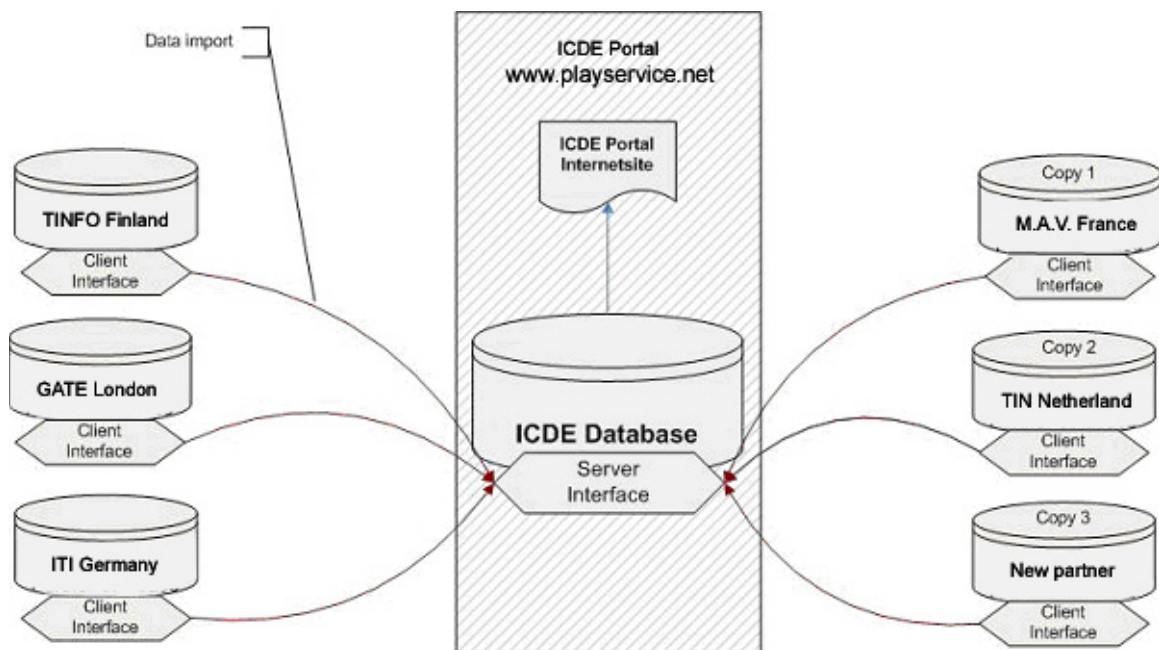 Data import
ICDE Portal
www.playservice.net
ICDE Portal
Internetsite
TINFO Finland
Client
Interface
GATE London
Client
Interface
ITI Germany
Client
Interface
ICDE Database
Server
Interface
Copy 1
M.A.V. France
Client
Interface
Copy 2
TIN Netherland
Client
Interface
Copy 3
New partner
Client
Interface